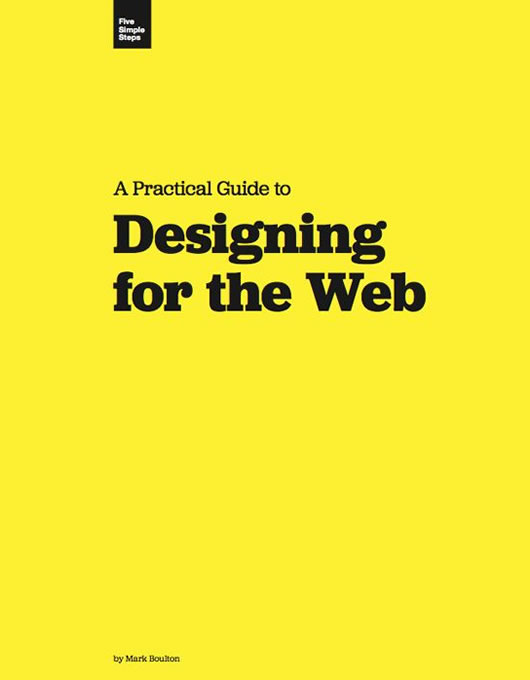 Five
Simple
Steps
A Practical Guide to
Designing
for the Web
by Mark Boulton